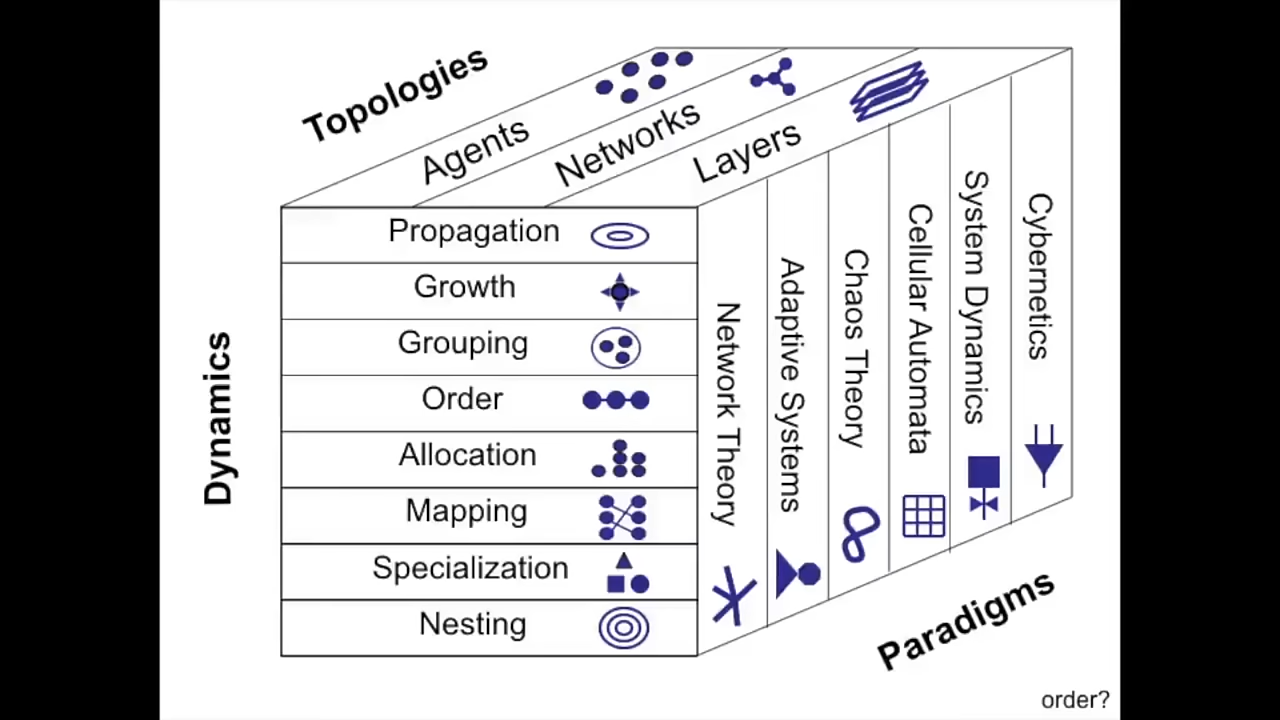 Topologies
Agents
Networks
Layers
Dynamics
Propagation
Growth
Grouping
Order
Allocation
Mapping
Specialization
Nesting
Network Theory
Adaptive Systems
Chaos Theory
Cellular Automata
System Dynamics
Cybernetics
Paradigms
order?